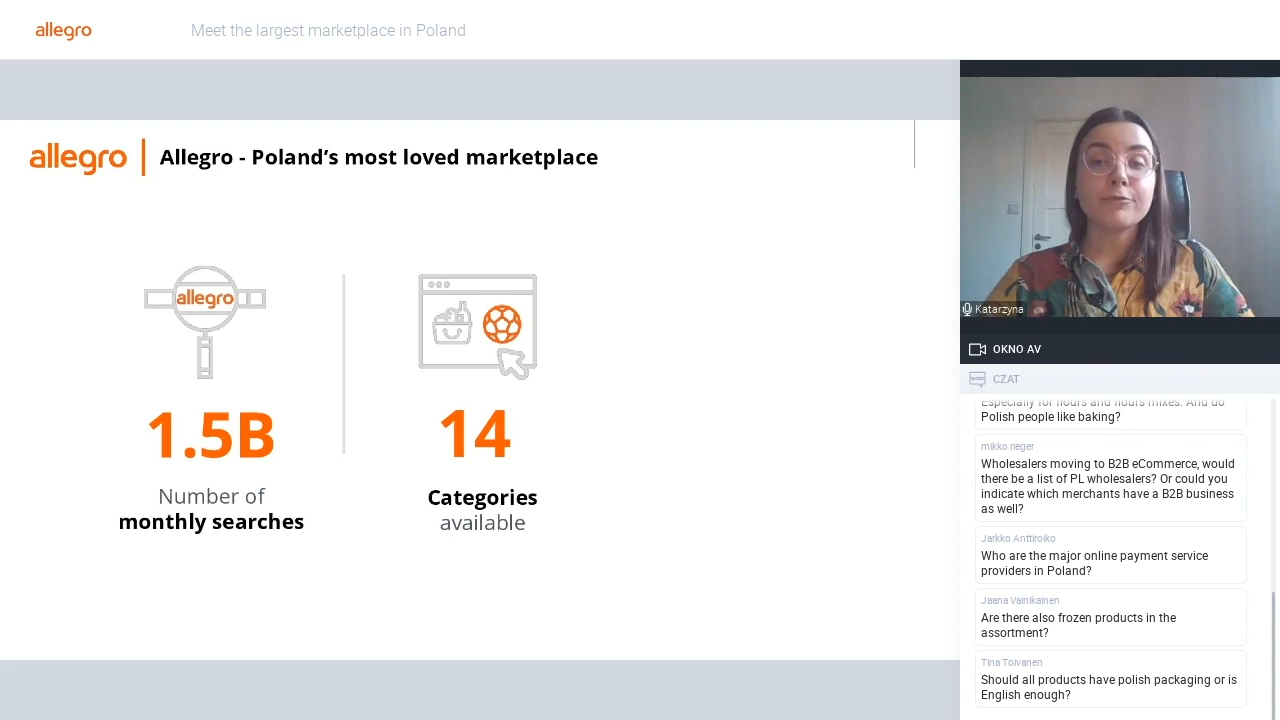 allegro
Meet the largest marketplace in Poland
allegro
Allegro - Poland's most loved marketplace
allegro
1.5B
Number of
monthly searches
14
Categories
available
Katarzyna
OKNO AV
CZAT
Especially for flours and flours mixes. And do
Polish people like baking?
mikko rieger
Wholesalers moving to B2B eCommerce, would
there be a list of PL wholesalers? Or could you
indicate which merchants have a B2B business
as well?
Jarkko Anttiroiko
Who are the major online payment service
providers in Poland?
Jaana Vainikainen
Are there also frozen products in the
assortment?
Tina Toivanen
Should all products have polish packaging or is
English enough?